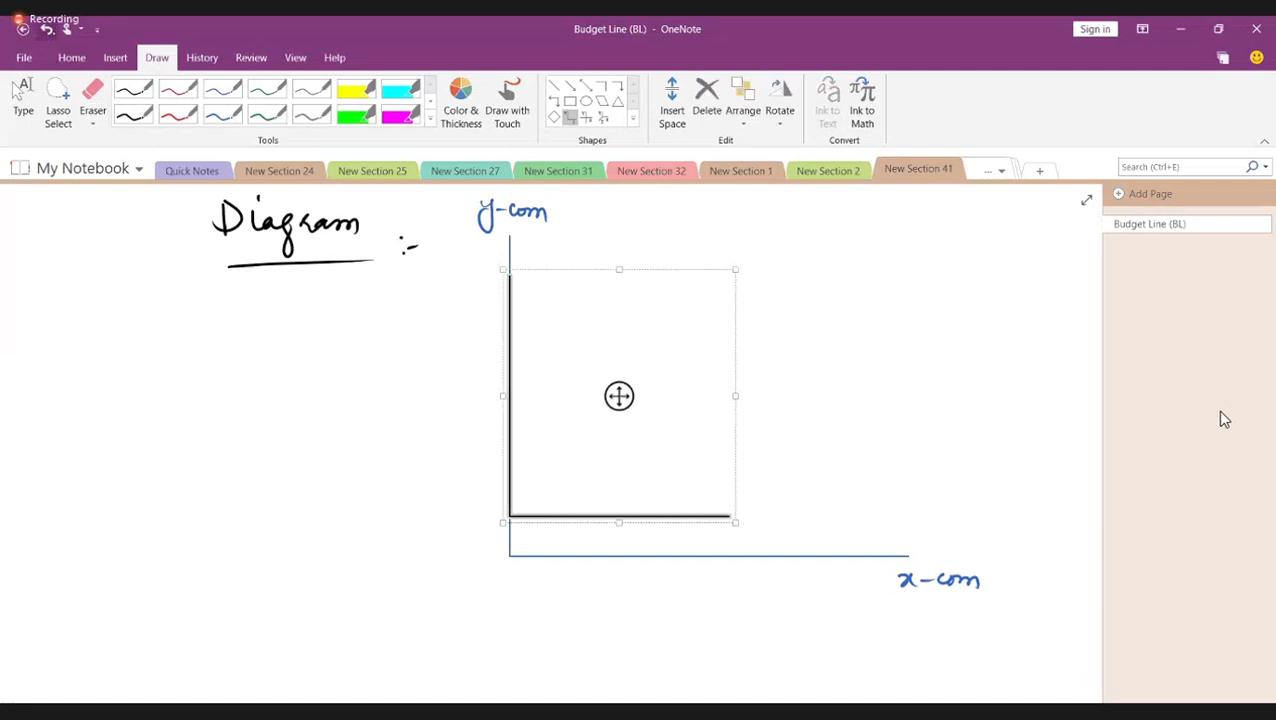 Recording
Budget Line (BL) - OneNote
Sign in
File Home Insert Draw History Review View Help
Type
Lasso Select
Eraser
Color & Thickness
Draw with Touch
Insert Space
Delete
Arrange
Rotate
Ink to Text
Ink to Math
Tools Shapes Edit Convert
My Notebook Quick Notes New Section 24 New Section 25 New Section 27 New Section 31 New Section 32 New Section 1 New Section 2 New Section 41 ... Search (Ctrl+E)
Add Page
Budget Line (BL)
Diagram :-
y-com
x-com